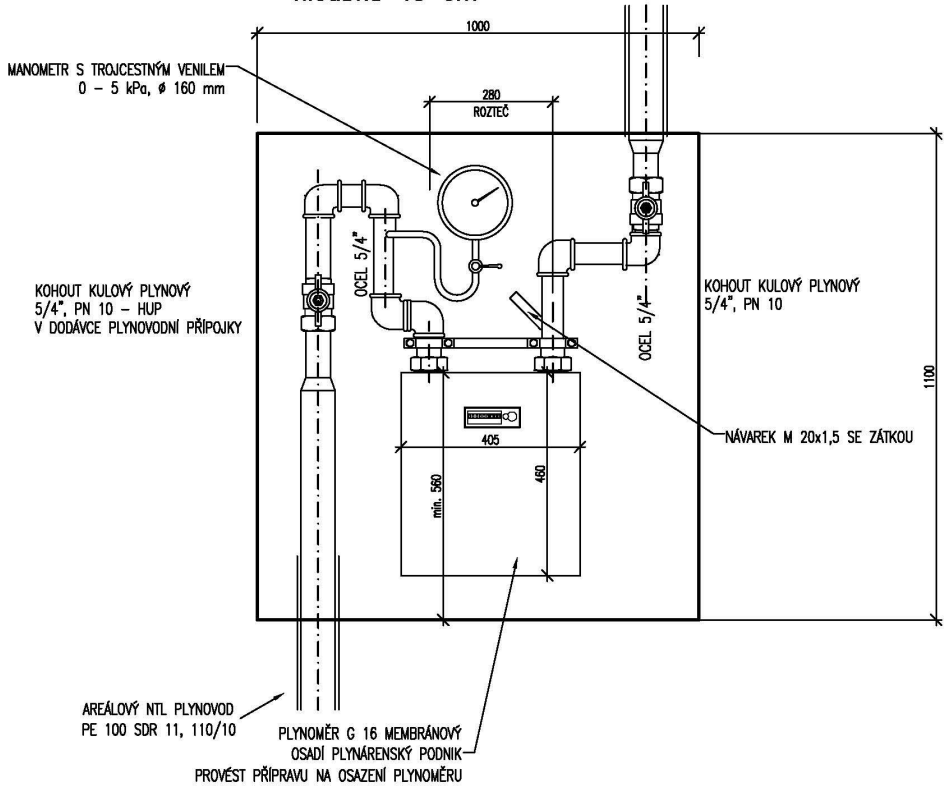 1000
MANOMETR S TROJCESTNÝM VENILEM
0 - 5 kPa, ø 160 mm
280
ROZTEČ
OCEL 5/4"
KOHOUT KULOVÝ PLYNOVÝ
5/4", PN 10 - HUP
V DODÁVCE PLYNOVODNÍ PŘÍPOJKY
KOHOUT KULOVÝ PLYNOVÝ
5/4", PN 10
OCEL 5/4"
1100
NÁVAREK M 20x1,5 SE ZÁTKOU
405
min. 560
460
AREÁLOVÝ NTL PLYNOVOD
PE 100 SDR 11, 110/10
PLYNOMĚR G 16 MEMBRÁNOVÝ
OSADÍ PLYNÁRENSKÝ PODNIK
PROVÉST PŘÍPRAVU NA OSAZENÍ PLYNOMĚRU